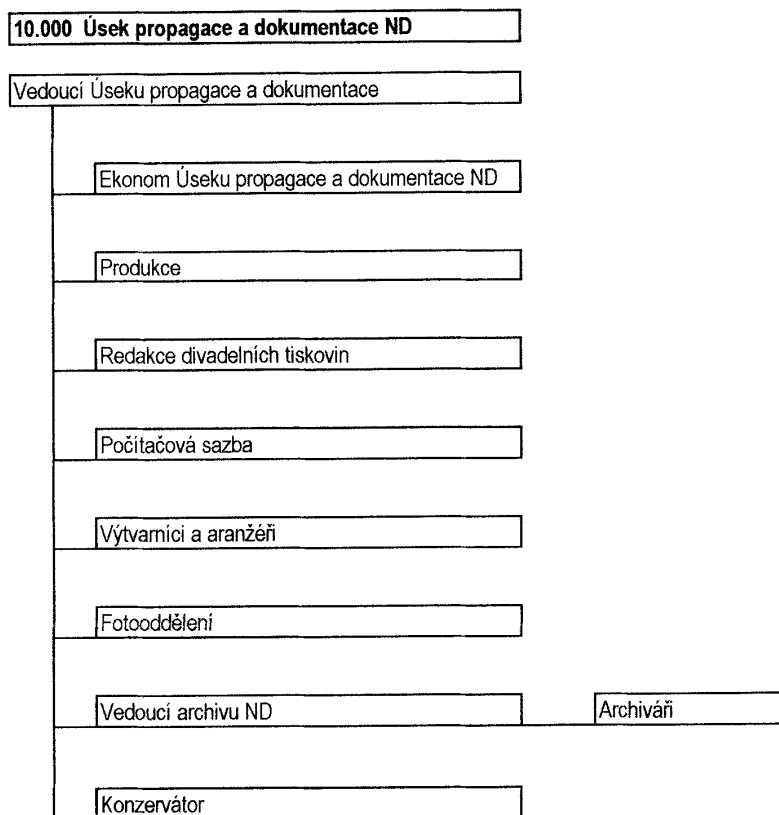 10.000 Úsek propagace a dokumentace ND
Vedoucí Úseku propagace a dokumentace
Ekonom Úseku propagace a dokumentace ND
Produkce
Redakce divadelních tiskovin
Počítačová sazba
Výtvarníci a aranžéři
Fotooddělení
Vedoucí archivu ND
Archiváři
Konzervátor